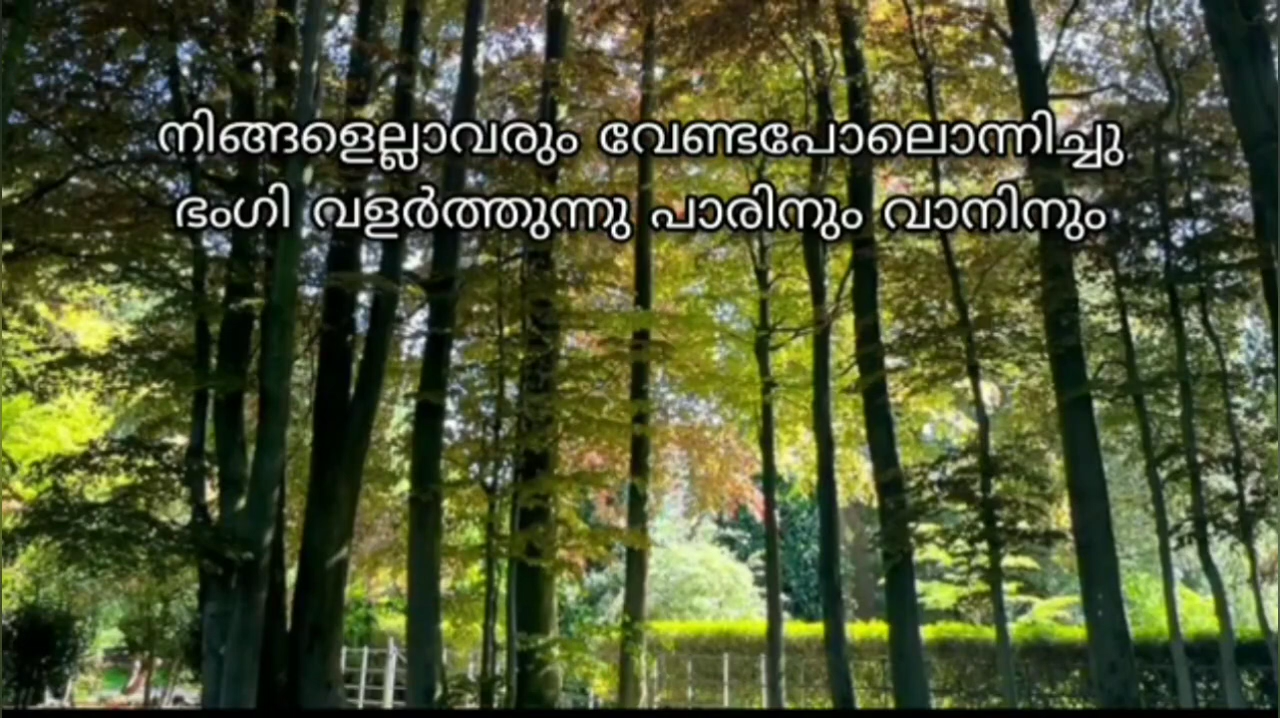 നിങ്ങളെല്ലാവരും വേണ്ടപോലൊന്നിച്ചു
ഭംഗി വളർത്തുന്നു പാരിനും വാനിനും